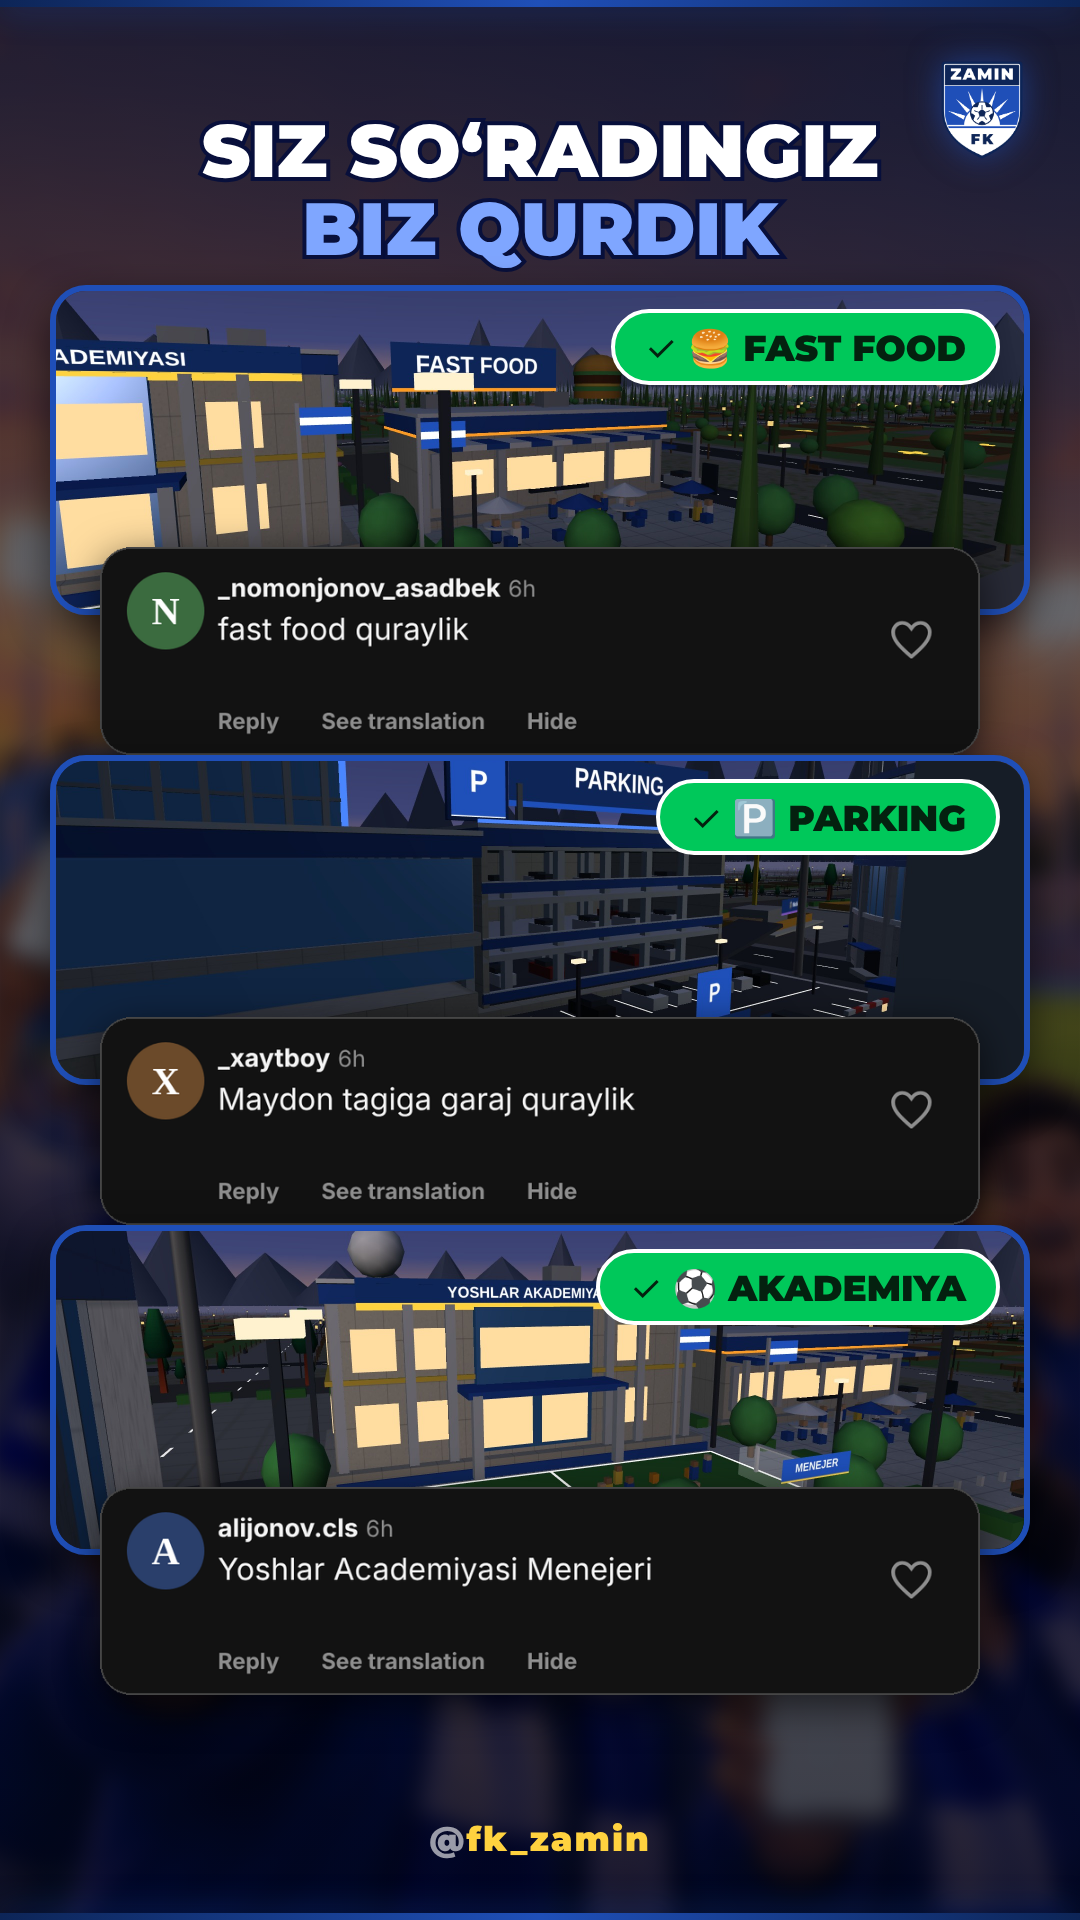 ZAMIN
FK
SIZ SO‘RADINGIZ
BIZ QURDIK
ADEMIYASI
FAST FOOD
✓ 🍔 FAST FOOD
N
_nomonjonov_asadbek 6h
fast food quraylik
Reply See translation Hide
P
PARKING
✓ 🅿️ PARKING
P
X
_xaytboy 6h
Maydon tagiga garaj quraylik
Reply See translation Hide
YOSHLAR AKADEMIYA
✓ ⚽ AKADEMIYA
MENEJER
A
alijonov.cls 6h
Yoshlar Academiyasi Menejeri
Reply See translation Hide
@fk_zamin